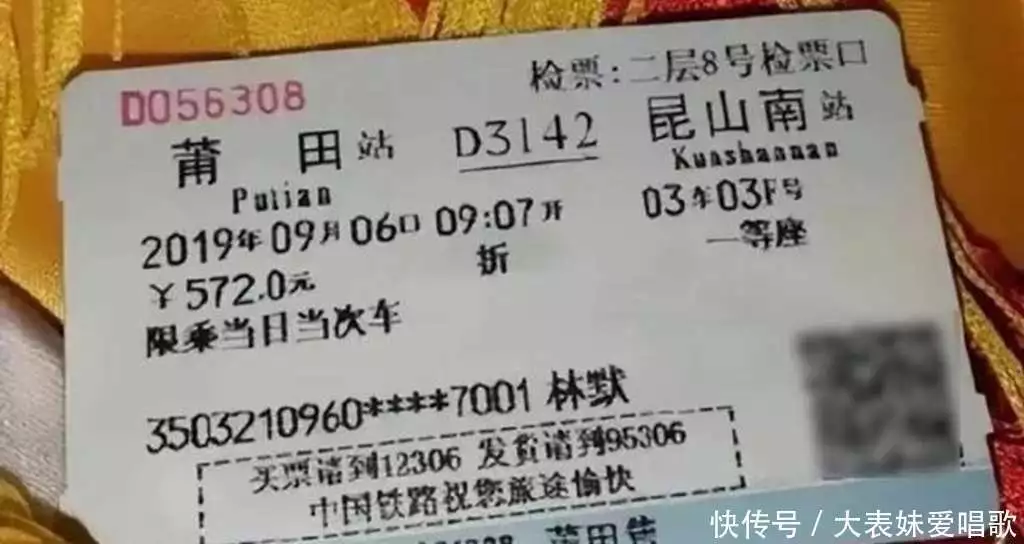 检票:二层8号检票口
D056308
莆田站 D3142 昆山南站
Putian Kunshannan
2019年09月06日 09:07开 03车03F号
￥572.0元 折 一等座
限乘当日当次车
3503210960****7001 林默
买票请到12306 发货请到95306
中国铁路祝您旅途愉快
莆田售
快传号 / 大表妹爱唱歌